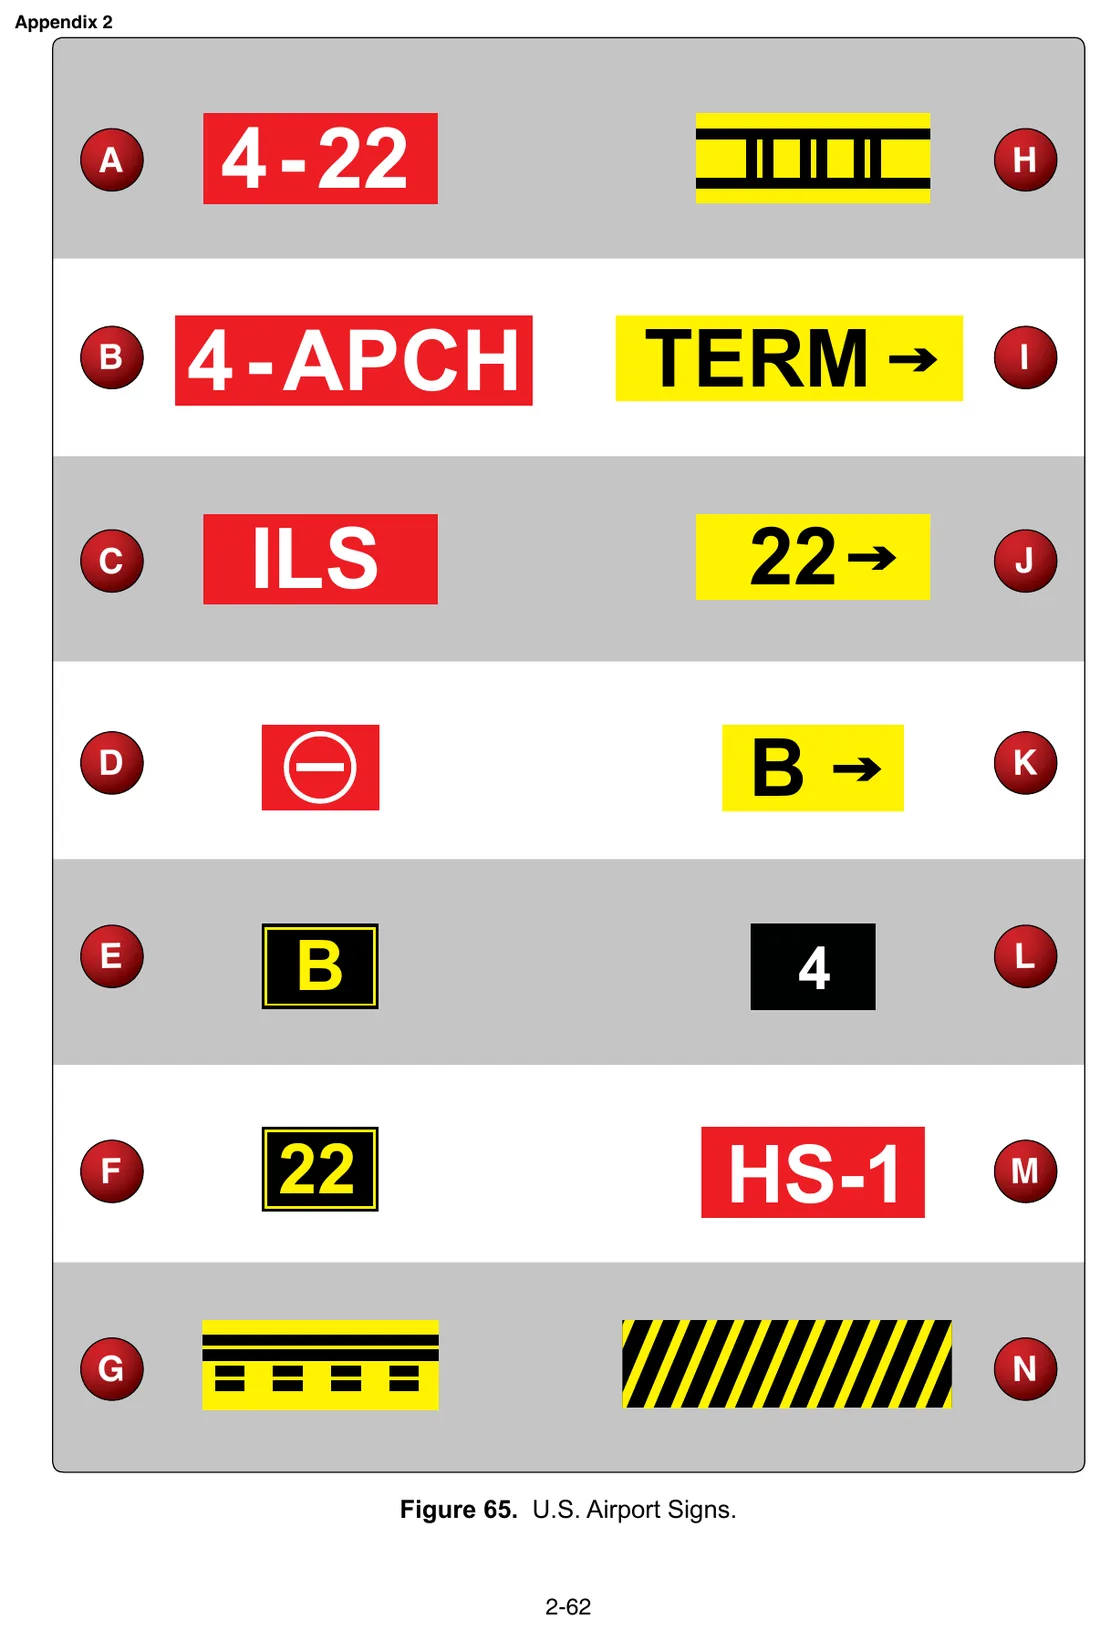 Appendix 2
A 4-22 H
B 4-APCH TERM→ I
C ILS 22→ J
D K B →
E B 4 L
F 22 HS-1 M
G N
Figure 65. U.S. Airport Signs.
2-62